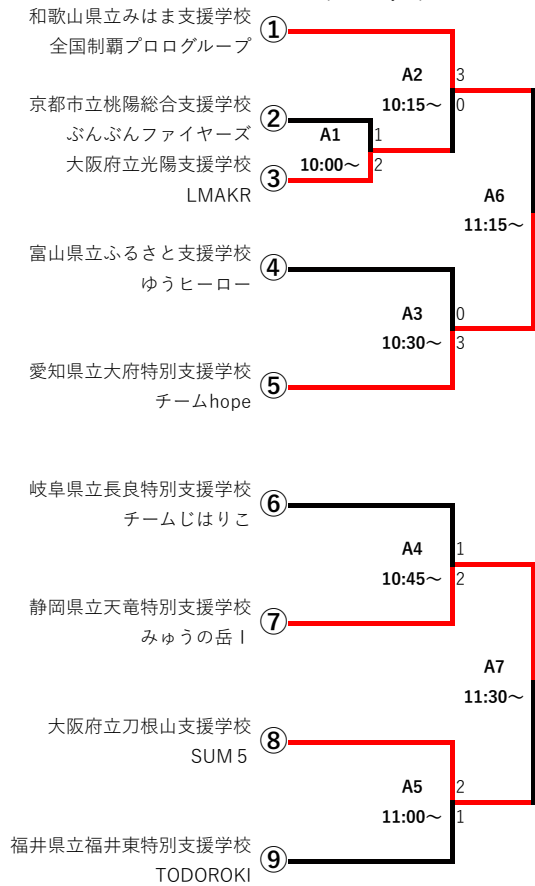 和歌山県立みはま支援学校
①
全国制覇プログループ
A2
3
10:15～
0
京都市立桃陽総合支援学校
②
ぶんぶんファイヤーズ
A1
1
大阪府立光陽支援学校
10:00～
2
③
LMAKR
A6
11:15～
富山県立ふるさと支援学校
④
ゆうヒーロー
A3
0
10:30～
3
愛知県立大府特別支援学校
⑤
チームhope
岐阜県立長良特別支援学校
⑥
チームじはりこ
A4
1
10:45～
2
静岡県立天竜特別支援学校
⑦
みゅうの岳Ⅰ
A7
11:30～
大阪府立刀根山支援学校
⑧
SUM５
A5
2
11:00～
1
福井県立福井東特別支援学校
⑨
TODOROKI